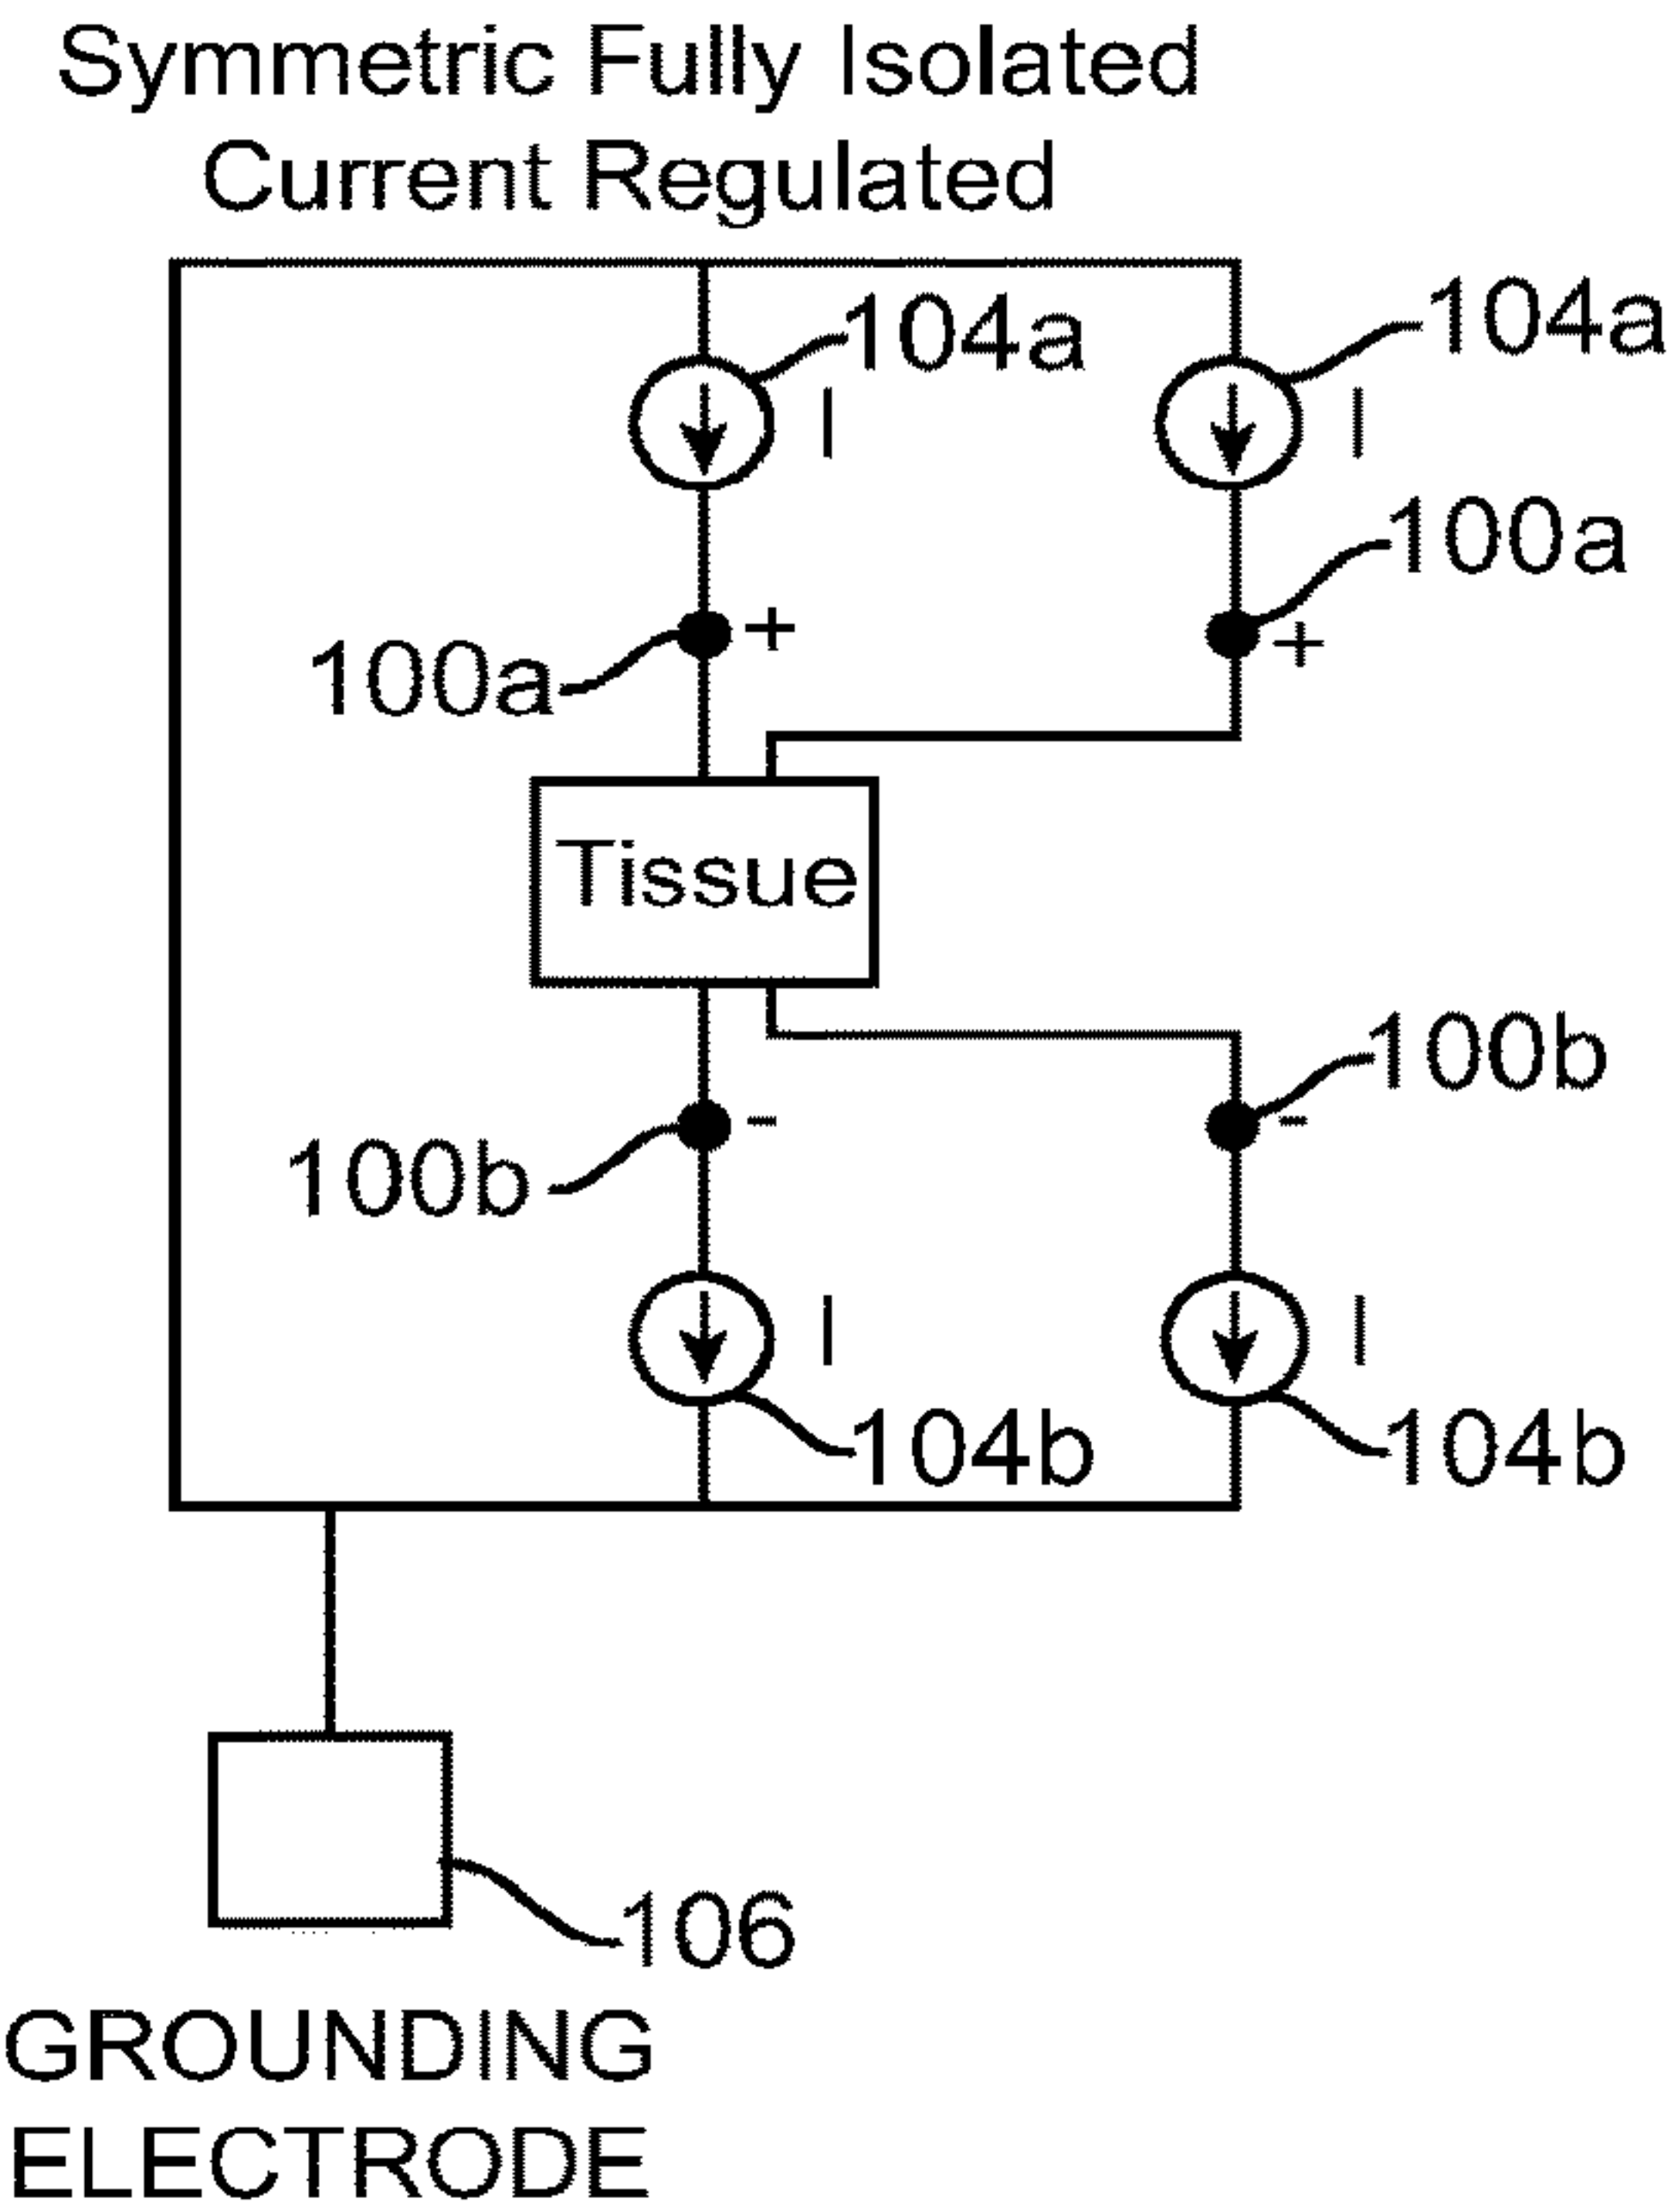 Symmetric Fully Isolated
Current Regulated
104a
104a
I
I
100a
100a
+
+
Tissue
100b
100b
-
-
I
I
104b
104b
106
GROUNDING
ELECTRODE